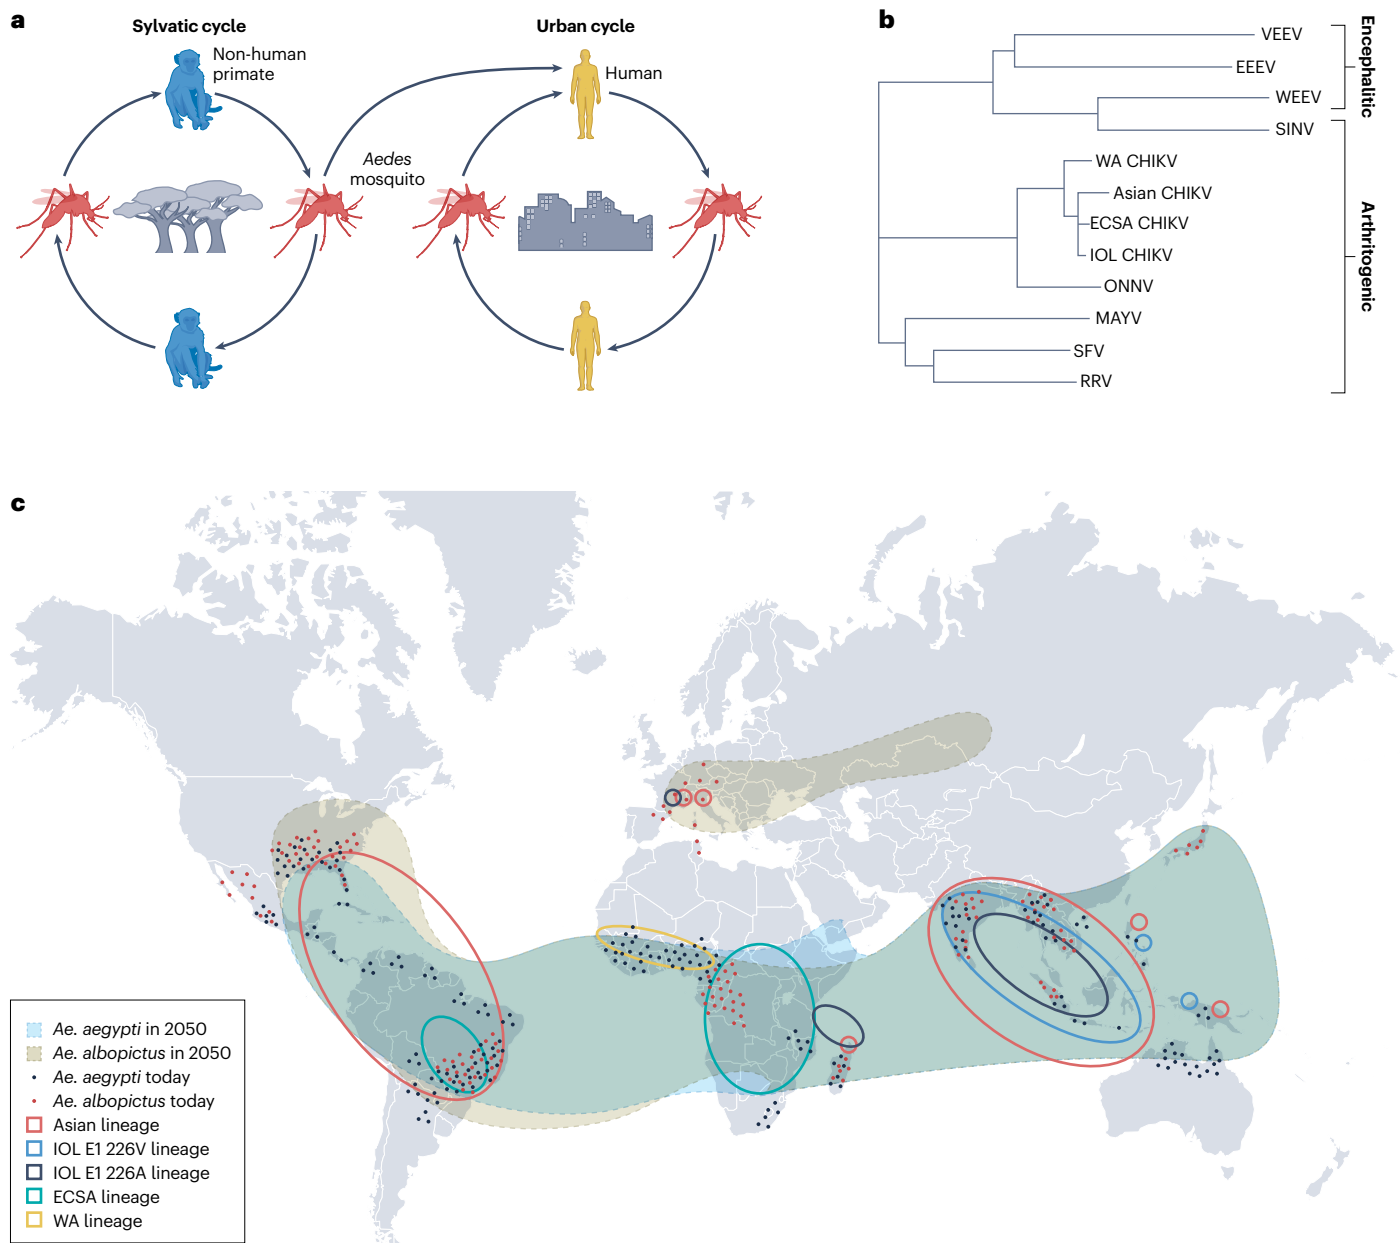 a
Sylvatic cycle
Urban cycle
Non-human
primate
Human
Aedes
mosquito
b
VEEV
EEEV
WEEV
SINV
WA CHIKV
Asian CHIKV
ECSA CHIKV
IOL CHIKV
ONNV
MAYV
SFV
RRV
Encephalitic
Arthritogenic
c
Ae. aegypti in 2050
Ae. albopictus in 2050
Ae. aegypti today
Ae. albopictus today
Asian lineage
IOL E1 226V lineage
IOL E1 226A lineage
ECSA lineage
WA lineage